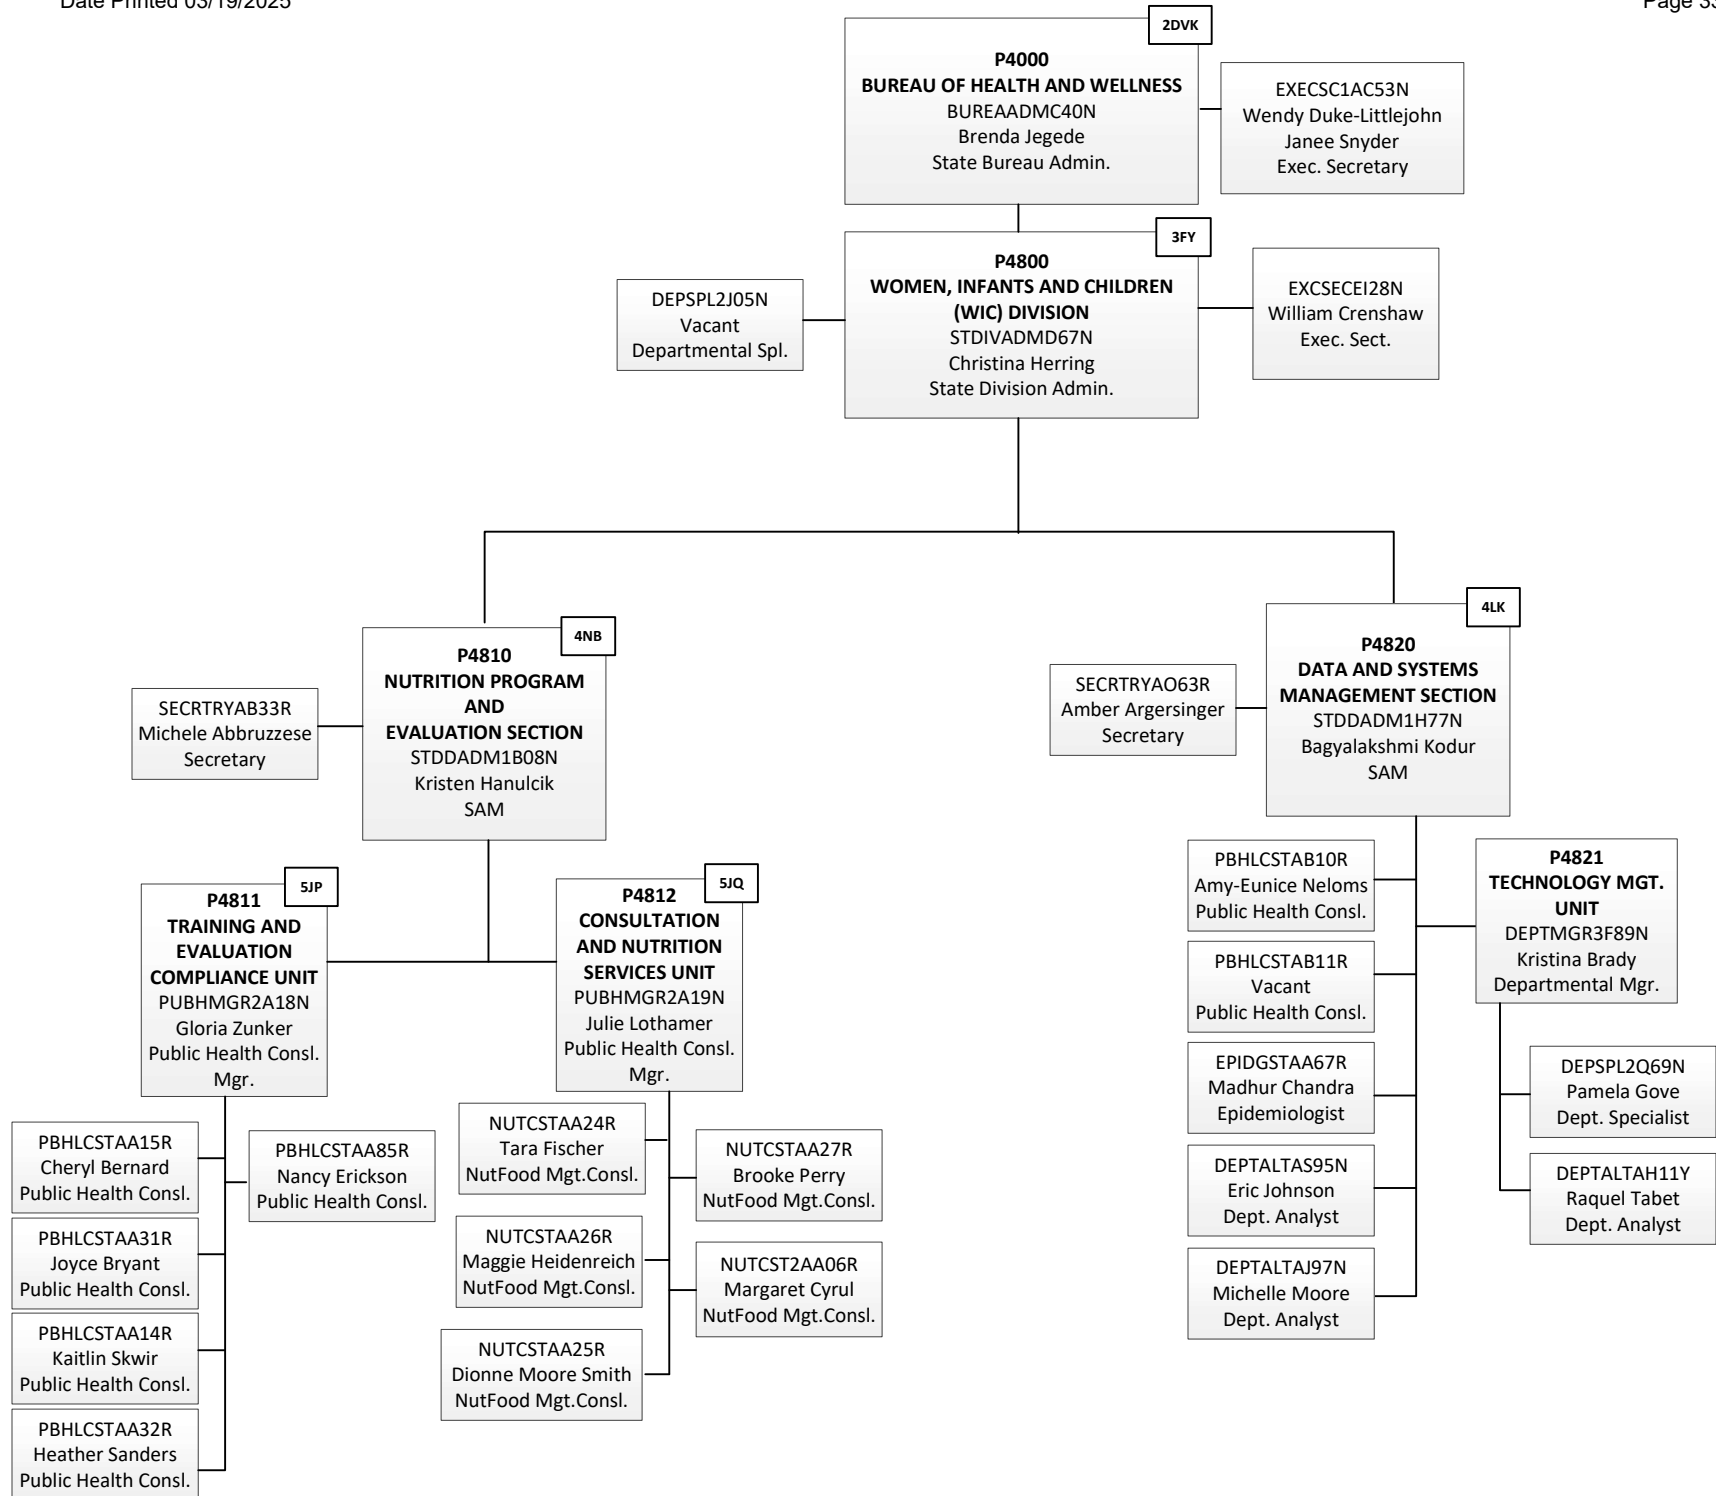 Date Printed 03/19/2025
Page 33
2DVK
P4000
BUREAU OF HEALTH AND WELLNESS
BUREAADMC40N
Brenda Jegede
State Bureau Admin.
EXECSC1AC53N
Wendy Duke-Littlejohn
Janee Snyder
Exec. Secretary
3FY
P4800
WOMEN, INFANTS AND CHILDREN
(WIC) DIVISION
STDIVADMD67N
Christina Herring
State Division Admin.
DEPSPL2J05N
Vacant
Departmental Spl.
EXCSECEI28N
William Crenshaw
Exec. Sect.
4NB
P4810
NUTRITION PROGRAM
AND
EVALUATION SECTION
STDDADM1B08N
Kristen Hanulcik
SAM
SECRTRYAB33R
Michele Abbruzzese
Secretary
4LK
P4820
DATA AND SYSTEMS
MANAGEMENT SECTION
STDDADM1H77N
Bagyalakshmi Kodur
SAM
SECRTRYAO63R
Amber Argersinger
Secretary
5JP
P4811
TRAINING AND
EVALUATION
COMPLIANCE UNIT
PUBHMGR2A18N
Gloria Zunker
Public Health Consl.
Mgr.
5JQ
P4812
CONSULTATION
AND NUTRITION
SERVICES UNIT
PUBHMGR2A19N
Julie Lothamer
Public Health Consl.
Mgr.
PBHLCSTAA15R
Cheryl Bernard
Public Health Consl.
PBHLCSTAA85R
Nancy Erickson
Public Health Consl.
PBHLCSTAA31R
Joyce Bryant
Public Health Consl.
PBHLCSTAA14R
Kaitlin Skwir
Public Health Consl.
PBHLCSTAA32R
Heather Sanders
Public Health Consl.
NUTCSTAA24R
Tara Fischer
NutFood Mgt.Consl.
NUTCSTAA27R
Brooke Perry
NutFood Mgt.Consl.
NUTCSTAA26R
Maggie Heidenreich
NutFood Mgt.Consl.
NUTCST2AA06R
Margaret Cyrul
NutFood Mgt.Consl.
NUTCSTAA25R
Dionne Moore Smith
NutFood Mgt.Consl.
PBHLCSTAB10R
Amy-Eunice Neloms
Public Health Consl.
PBHLCSTAB11R
Vacant
Public Health Consl.
EPIDGSTAA67R
Madhur Chandra
Epidemiologist
DEPTALTAS95N
Eric Johnson
Dept. Analyst
DEPTALTAJ97N
Michelle Moore
Dept. Analyst
P4821
TECHNOLOGY MGT.
UNIT
DEPTMGR3F89N
Kristina Brady
Departmental Mgr.
DEPSPL2Q69N
Pamela Gove
Dept. Specialist
DEPTALTAH11Y
Raquel Tabet
Dept. Analyst